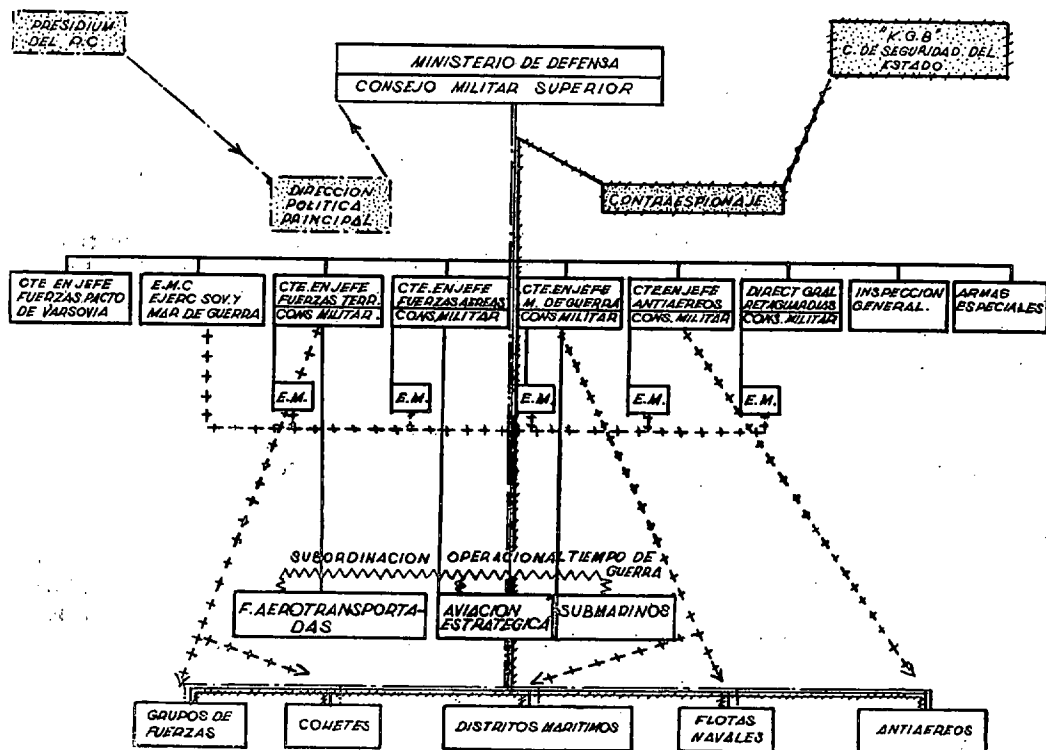 PRESIDIUM
DEL P.C
"K.G.B"
C. DE SEGURIDAD DEL
ESTADO
MINISTERIO DE DEFENSA
CONSEJO MILITAR SUPERIOR
DIRECCION
POLITICA
PRINCIPAL
CONTRAESPIONAJE
CTE. EN JEFE
FUERZAS PACTO
DE VARSOVIA
E.M.C
EJERC SOV. Y
MAR DE GUERRA
CTE. EN JEFE
FUERZAS TERR.
CONS MILITAR
CTE. EN JEFE
FUERZAS AEREAS
CONS. MILITAR
CTE. EN JEFE
M. DE GUERRA
CONS MILITAR
CTE. EN JEFE
ANTIAEREOS
CONS. MILITAR
DIRECT GRAL
RETAGUARDIAS
CONS. MILITAR
INSPECCION
GENERAL.
ARMAS
ESPECIALES
E.M.
E.M.
E.M.
E.M.
E.M.
SUBORDINACION OPERACIONAL TIEMPO DE
GUERRA
F. AEROTRANSPORTA-
DAS
AVIACION
ESTRATEGICA
SUBMARINOS
GRUPOS DE
FUERZAS
COHETES
DISTRITOS MARITIMOS
FLOTAS
NAVALES
ANTIAEREOS